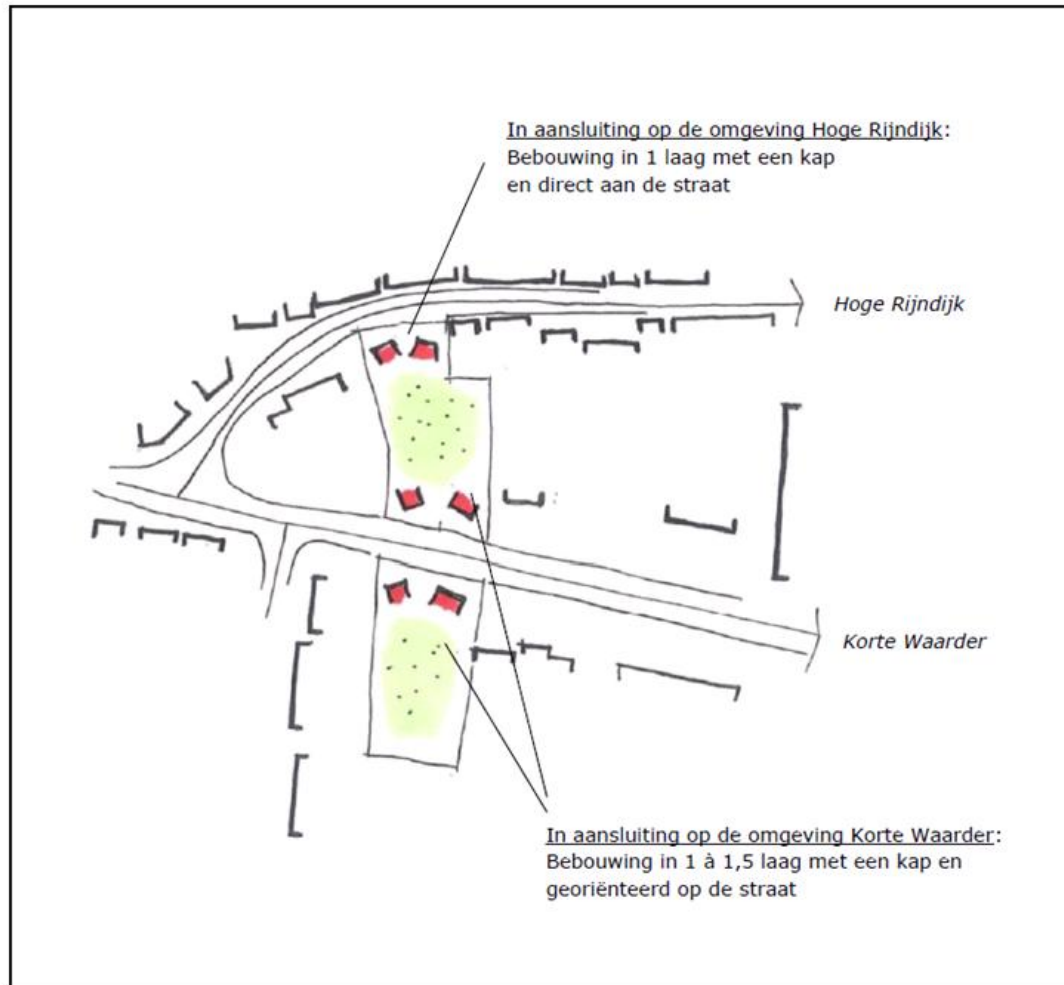 In aansluiting op de omgeving Hoge Rijndijk:
Bebouwing in 1 laag met een kap
en direct aan de straat
Hoge Rijndijk
Korte Waarder
In aansluiting op de omgeving Korte Waarder:
Bebouwing in 1 à 1,5 laag met een kap en
georiënteerd op de straat